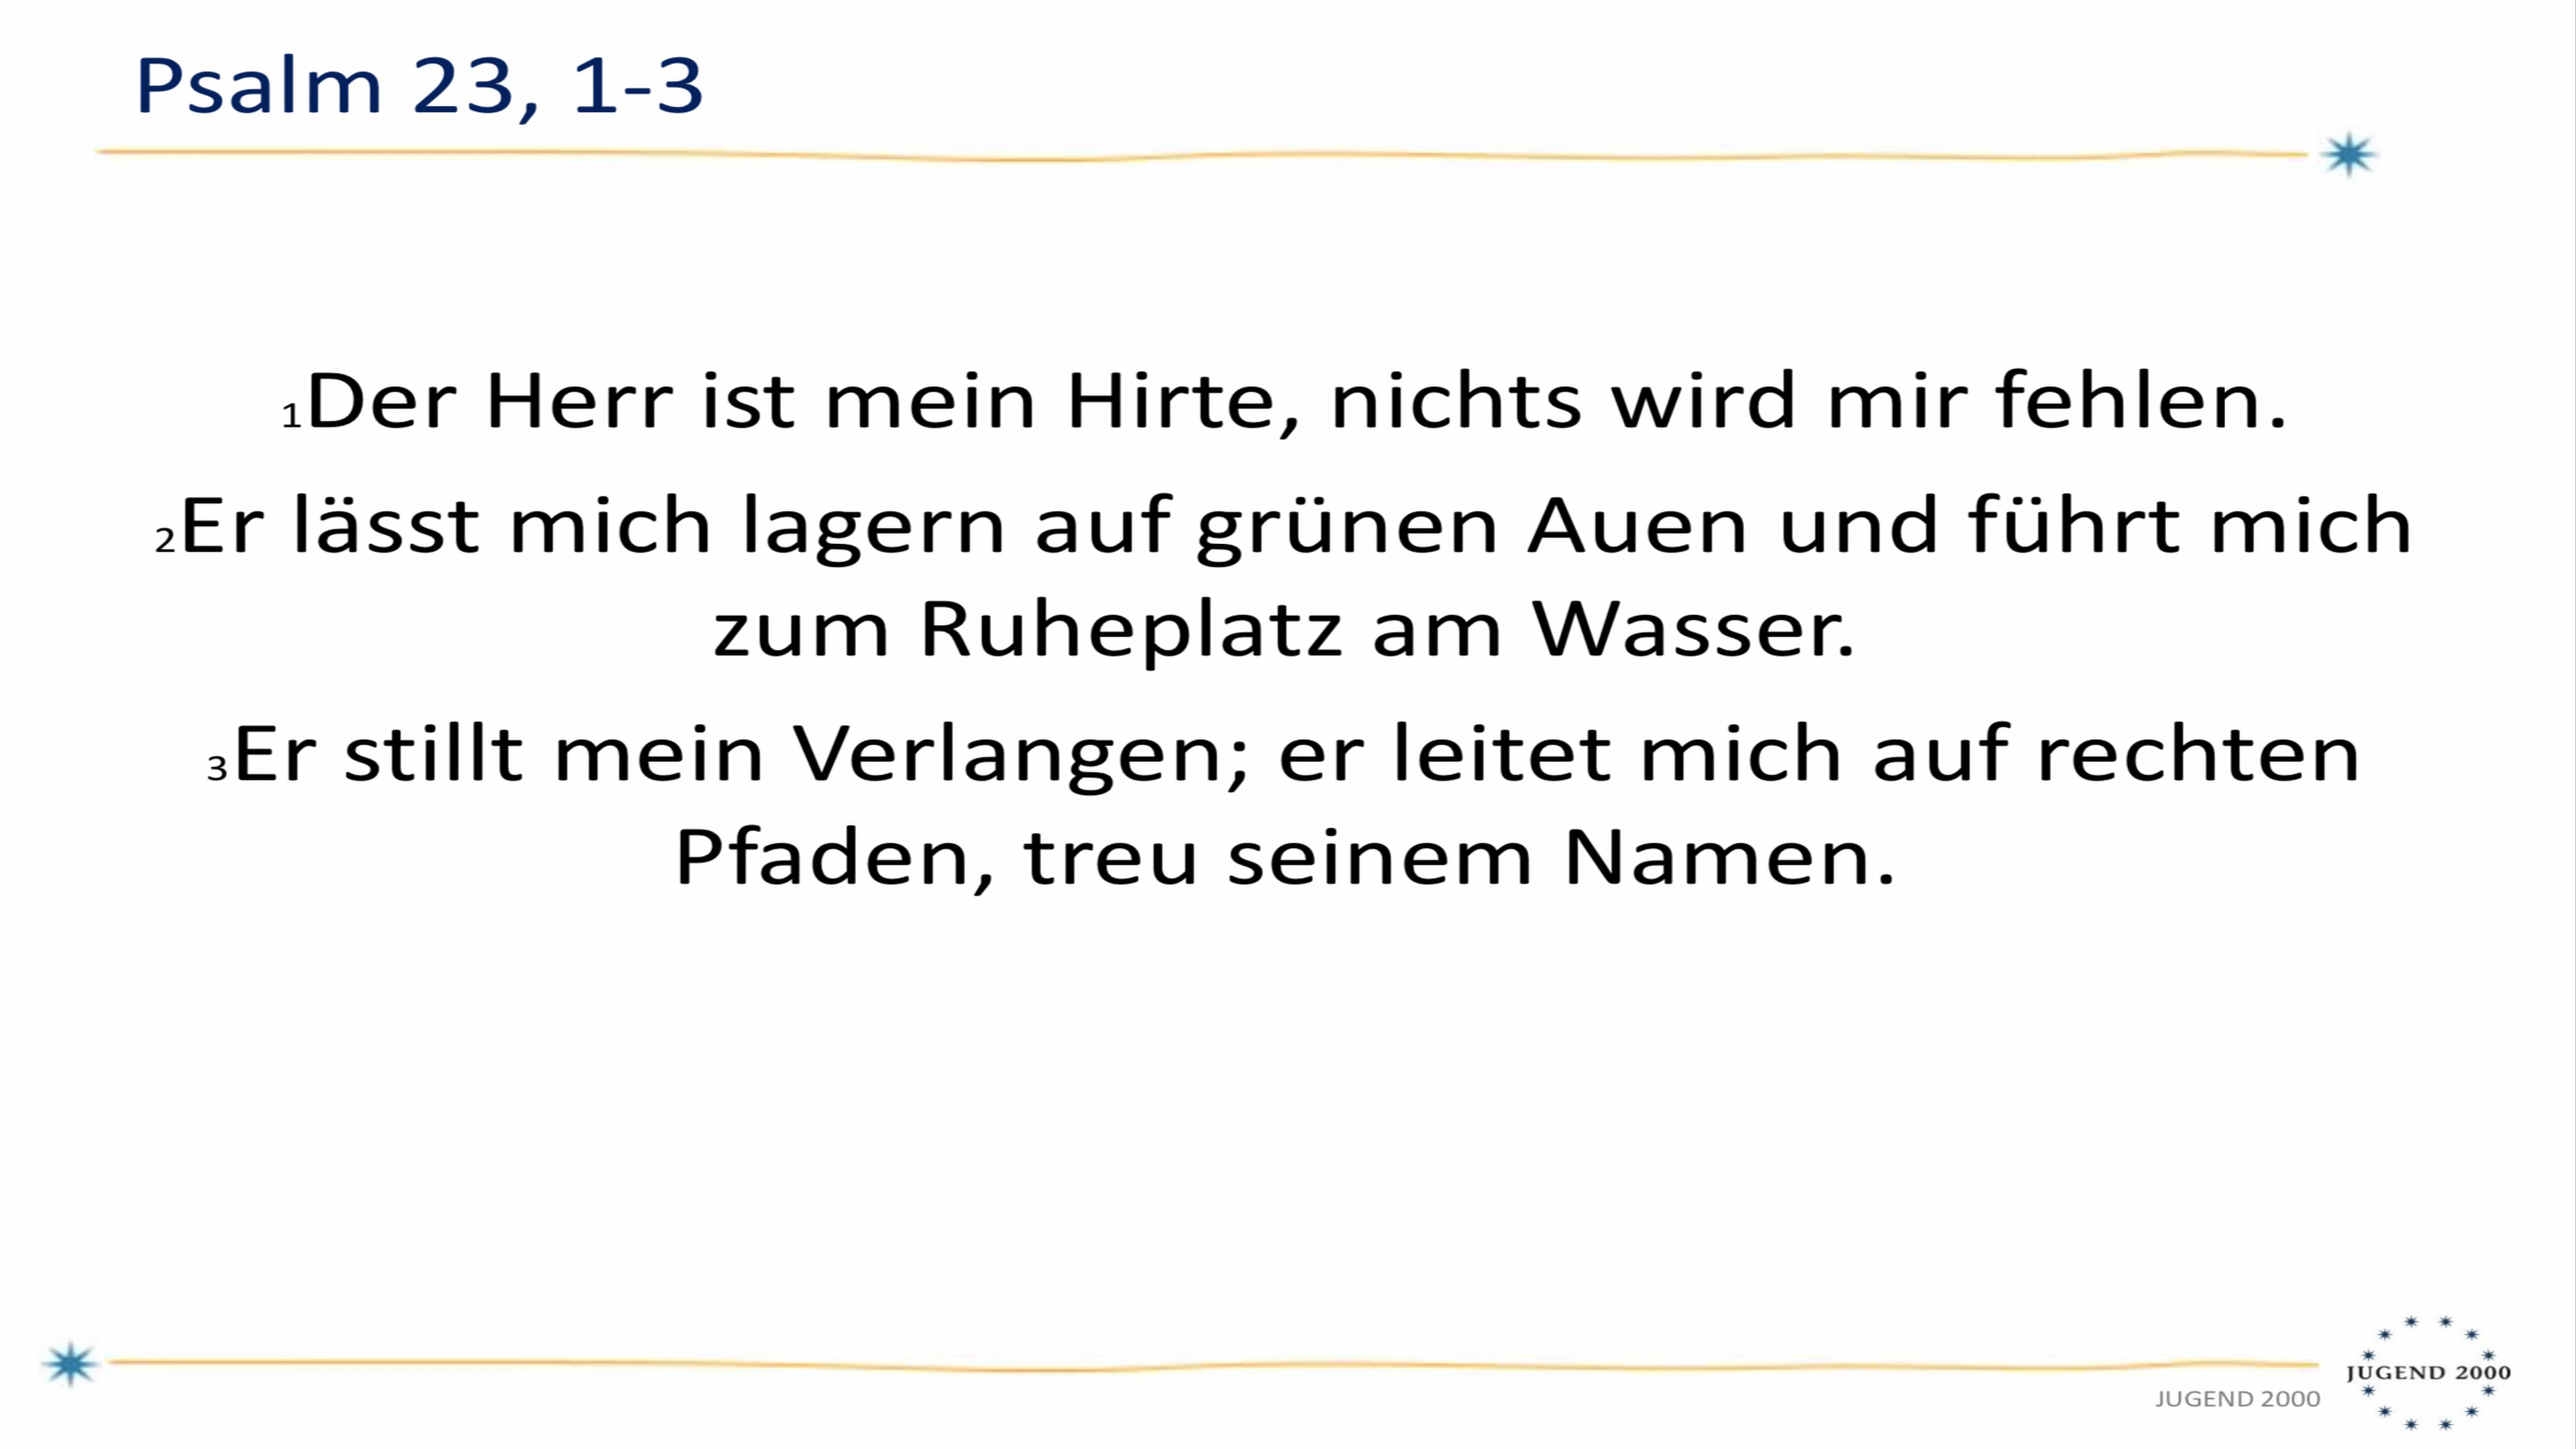 Psalm 23, 1-3
1Der Herr ist mein Hirte, nichts wird mir fehlen.
2Er lässt mich lagern auf grünen Auen und führt mich
zum Ruheplatz am Wasser.
3Er stillt mein Verlangen; er leitet mich auf rechten
Pfaden, treu seinem Namen.
JUGEND 2000
JUGEND 2000